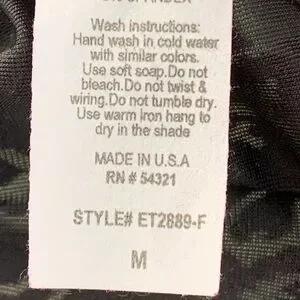 SPANDEX
Wash instructions:
Hand wash in cold water
with similar colors.
Use soft soap.Do not
bleach.Do not twist &
wiring.Do not tumble dry.
Use warm iron hang to
dry in the shade
MADE IN U.S.A
RN # 54321
STYLE# ET2889-F
M